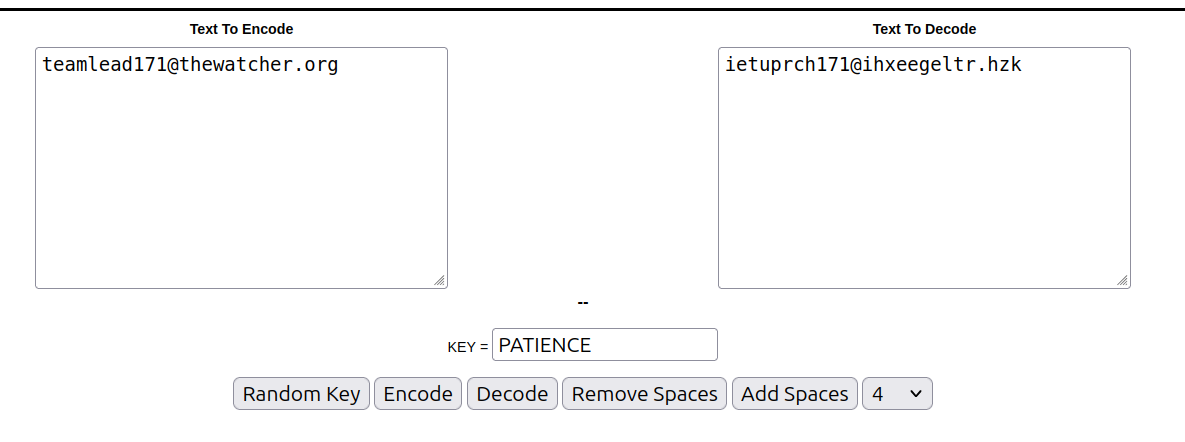 Text To Encode
Text To Decode
teamlead171@thewatcher.org
ietuprch171@ihxeegeltr.hzk
--
KEY = PATIENCE
Random Key Encode Decode Remove Spaces Add Spaces 4